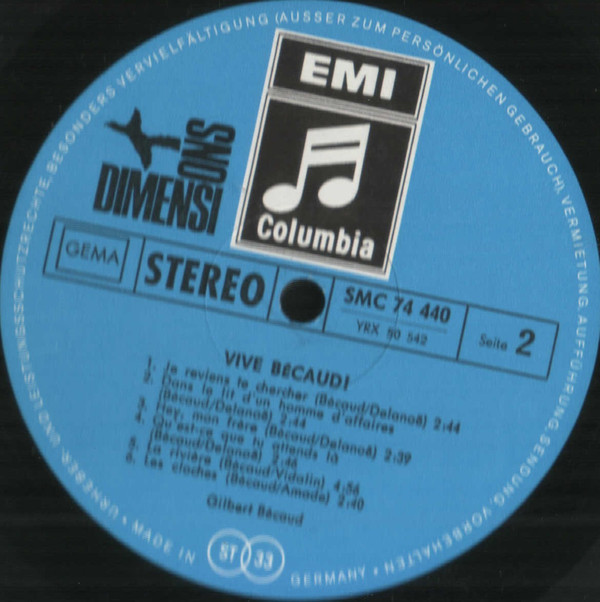 URHEBER- UND LEISTUNGSSCHUTZRECHTE, BESONDERS VERVIELFÄLTIGUNG (AUSSER ZUM PERSÖNLICHEN GEBRAUCH), VERMIETUNG, AUFFÜHRUNG, SENDUNG, VORBEHALTEN
EMI
Columbia
DIMENSIONS
GEMA
STEREO
SMC 74 440
YRX 50 542
Seite 2
VIVE BÉCAUD!
1. Je reviens te chercher (Bécaud/Delanoë) 2:44
2. Dans le lit d'un homme d'affaires
(Bécaud/Delanoë) 2:44
3. Hey, mon frère (Bécaud/Delanoë) 2:39
4. Qu'est-ce que tu attends là
(Bécaud/Delanoë) 2:46
5. La rivière (Bécaud/Vidalin) 4:56
6. Les cloches (Bécaud/Amade) 2:40
Gilbert Bécaud
• MADE IN
ST 33
GERMANY •